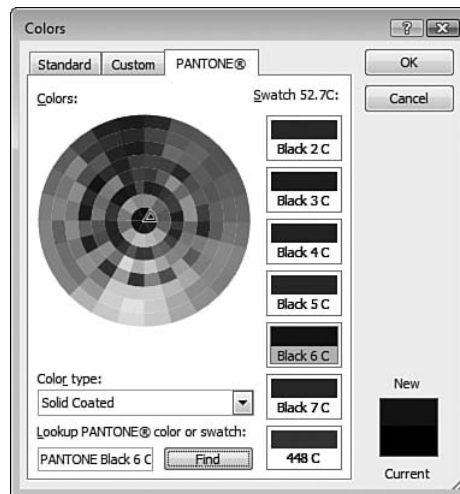 Colors
Standard Custom PANTONE®
OK
Cancel
Colors:
Swatch 52.7C:
Black 2 C
Black 3 C
Black 4 C
Black 5 C
Black 6 C
Black 7 C
448 C
Color type:
Solid Coated
Lookup PANTONE® color or swatch:
PANTONE Black 6 C
Find
New
Current